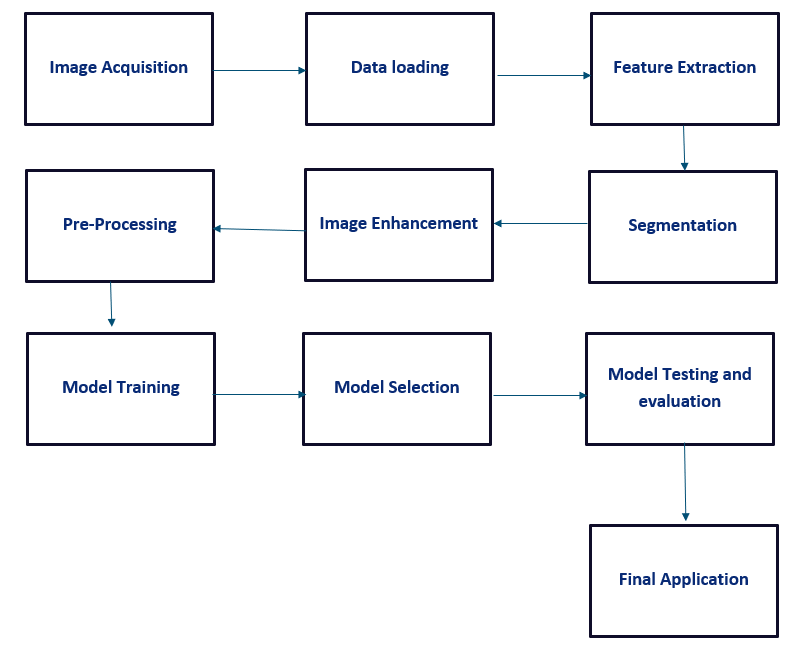 Image Acquisition
Data loading
Feature Extraction
Pre-Processing
Image Enhancement
Segmentation
Model Training
Model Selection
Model Testing and
evaluation
Final Application